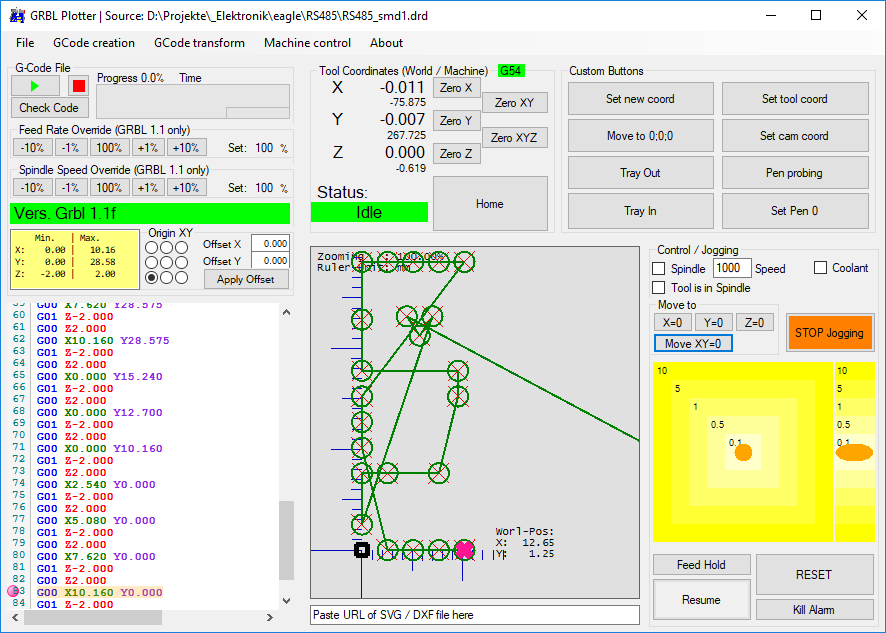 GRBL Plotter | Source: D:\Projekte\_Elektronik\eagle\RS485\RS485_smd1.drd
File GCode creation GCode transform Machine control About
G-Code File
Progress 0.0% Time
Check Code
Feed Rate Override (GRBL 1.1 only)
-10% -1% 100% +1% +10% Set: 100 %
Spindle Speed Override (GRBL 1.1 only)
-10% -1% 100% +1% +10% Set: 100 %
Vers. Grbl 1.1f
Min. | Max.
X: 0.00 | 10.16
Y: 0.00 | 28.58
Z: -2.00 | 2.00
Origin XY
Offset X 0.000
Offset Y 0.000
Apply Offset
59 G00 X7.620 Y28.575
60 G01 Z-2.000
61 G00 Z2.000
62 G00 X10.160 Y28.575
63 G01 Z-2.000
64 G00 Z2.000
65 G00 X0.000 Y15.240
66 G01 Z-2.000
67 G00 Z2.000
68 G00 X0.000 Y12.700
69 G01 Z-2.000
70 G00 Z2.000
71 G00 X0.000 Y10.160
72 G01 Z-2.000
73 G00 Z2.000
74 G00 X2.540 Y0.000
75 G01 Z-2.000
76 G00 Z2.000
77 G00 X5.080 Y0.000
78 G01 Z-2.000
79 G00 Z2.000
80 G00 X7.620 Y0.000
81 G01 Z-2.000
82 G00 Z2.000
83 G00 X10.160 Y0.000
84 G01 Z-2.000
Tool Coordinates (World / Machine) G54
X -0.011 Zero X
-75.875
Zero XY
Y -0.007 Zero Y
267.725
Zero XYZ
Z 0.000 Zero Z
-0.619
Status:
Idle
Home
Zooming : 100.00%
Ruler Unit: mm
Worl-Pos:
X: 12.65
Y: 1.25
Paste URL of SVG / DXF file here
Custom Buttons
Set new coord Set tool coord
Move to 0;0;0 Set cam coord
Tray Out Pen probing
Tray In Set Pen 0
Control / Jogging
Spindle 1000 Speed Coolant
Tool is in Spindle
Move to
X=0 Y=0 Z=0
Move XY=0
STOP Jogging
10 10
5 5
1 1
0.5 0.5
0.1 0.1
Feed Hold
Resume
RESET
Kill Alarm